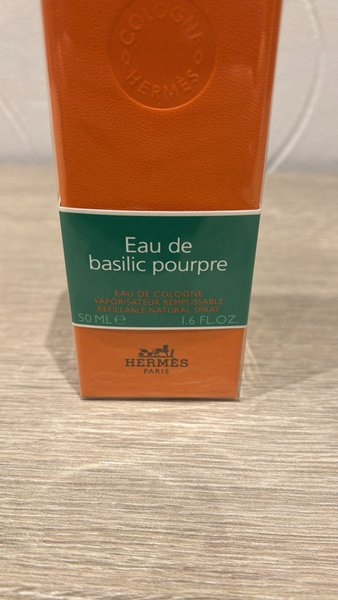 COLOGNE
HERMÈS
Eau de
basilic pourpre
EAU DE COLOGNE
VAPORISATEUR REMPLISSABLE
REFILLABLE NATURAL SPRAY
50 ML ℮ 1.6 FL.OZ.
HERMÈS
PARIS